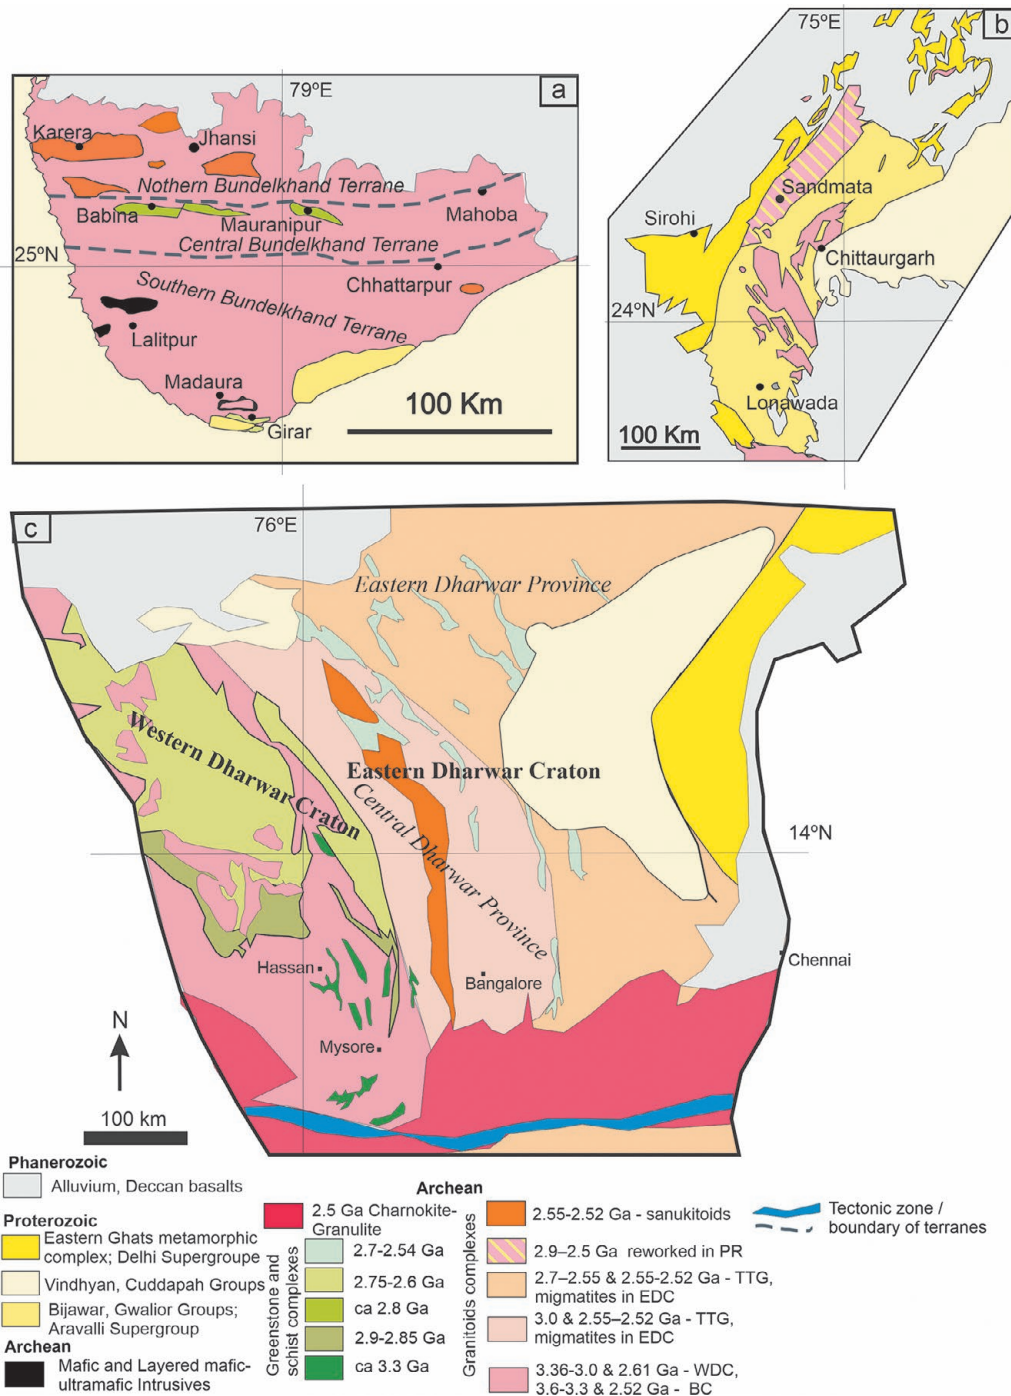 a
79ºE
Karera
Jhansi
Nothern Bundelkhand Terrane
Babina
Mauranipur
Mahoba
Central Bundelkhand Terrane
25ºN
Chhattarpur
Southern Bundelkhand Terrane
Lalitpur
Madaura
Girar
100 Km
b
75ºE
Sandmata
Sirohi
Chittaurgarh
24ºN
Lonawada
100 Km
c
76ºE
Eastern Dharwar Province
Western Dharwar Craton
Eastern Dharwar Craton
Central Dharwar Province
14ºN
Hassan
Bangalore
Chennai
Mysore
N
100 km
Phanerozoic
Alluvium, Deccan basalts
Proterozoic
Eastern Ghats metamorphic
complex; Delhi Supergroupe
Vindhyan, Cuddapah Groups
Bijawar, Gwalior Groups;
Aravalli Supergroup
Archean
Mafic and Layered mafic-
ultramafic Intrusives
Archean
2.5 Ga Charnokite-
Granulite
Greenstone and
schist complexes
2.7-2.54 Ga
2.75-2.6 Ga
ca 2.8 Ga
2.9-2.85 Ga
ca 3.3 Ga
Granitoids complexes
2.55-2.52 Ga - sanukitoids
2.9–2.5 Ga reworked in PR
2.7–2.55 & 2.55-2.52 Ga - TTG,
migmatites in EDC
3.0 & 2.55–2.52 Ga - TTG,
migmatites in EDC
3.36-3.0 & 2.61 Ga - WDC,
3.6-3.3 & 2.52 Ga - BC
Tectonic zone /
boundary of terranes